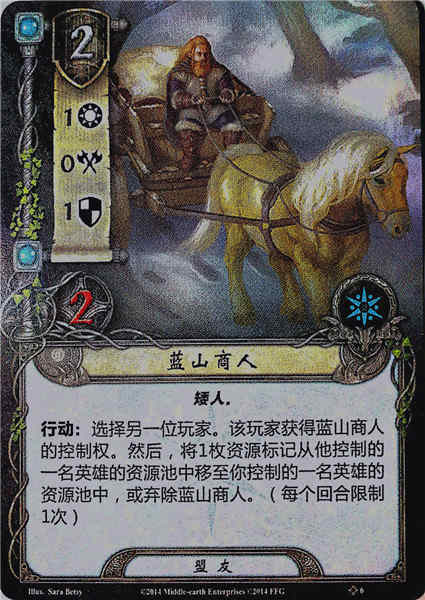 2
1
0
1
2
蓝山商人
矮人。
行动：选择另一位玩家。该玩家获得蓝山商人
的控制权。然后，将1枚资源标记从他控制的
一名英雄的资源池中移至你控制的一名英雄的
资源池中，或弃除蓝山商人。（每个回合限制
1次）
盟友
Illus. Sara Betsy ©2014 Middle-earth Enterprises ©2014 FFG 6